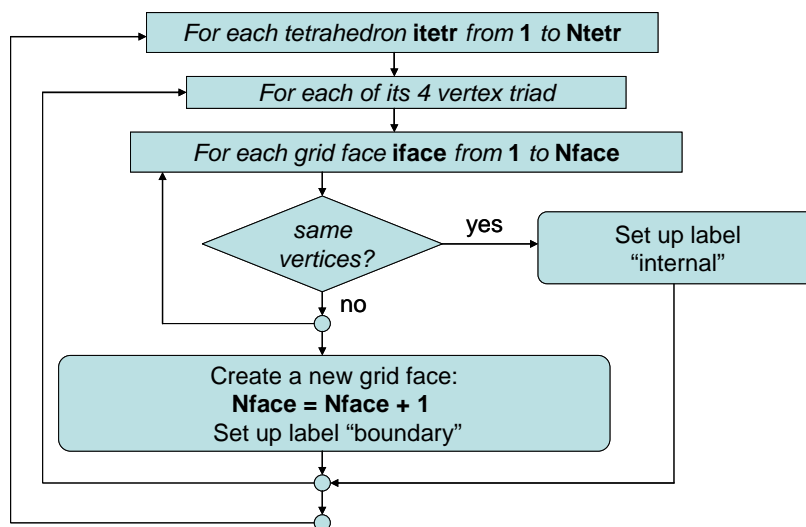 For each tetrahedron itetr from 1 to Ntetr
For each of its 4 vertex triad
For each grid face iface from 1 to Nface
same
vertices?
yes
Set up label
“internal”
no
Create a new grid face:
Nface = Nface + 1
Set up label “boundary”